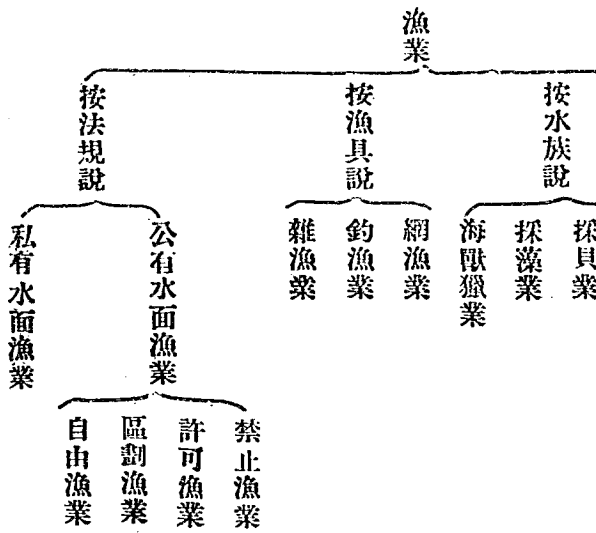 漁業
按水族說
採貝業
採藻業
海獸獵業
按漁具說
網漁業
釣漁業
雜漁業
按法規說
公有水面漁業
禁止漁業
許可漁業
區劃漁業
自由漁業
私有水面漁業